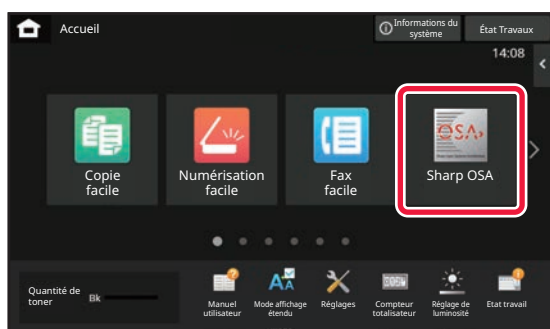 Accueil
Informations du
système
État Travaux
14:08
OSA
Copie
facile
Numérisation
facile
Fax
facile
Sharp OSA
Quantité de
toner
Bk
Manuel
utilisateur
Mode affichage
étendu
Réglages
Compteur
totalisateur
Réglage de
luminosité
Etat travail